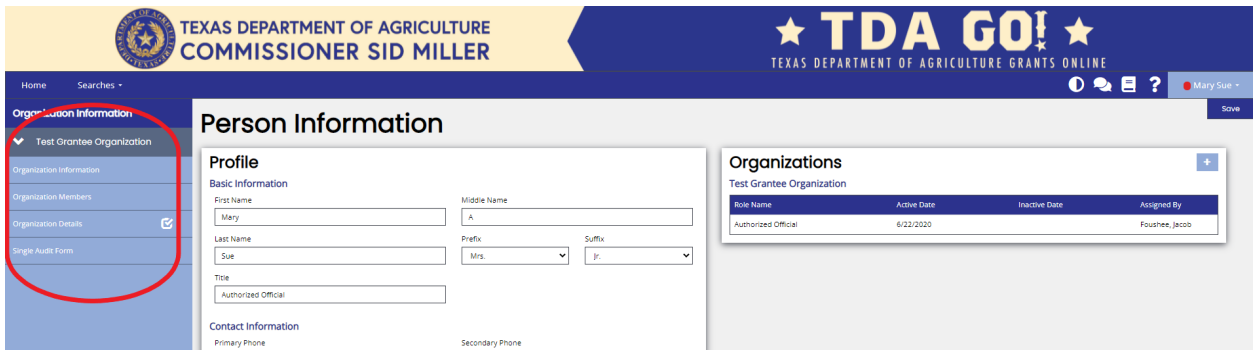 TEXAS DEPARTMENT OF AGRICULTURE
COMMISSIONER SID MILLER
TDA GO!
TEXAS DEPARTMENT OF AGRICULTURE GRANTS ONLINE
Home Searches
? Mary Sue
Organization Information
Test Grantee Organization
Organization Information
Organization Members
Organization Details
Single Audit Form
Save
Person Information
Profile
Basic Information
First Name Middle Name
Mary A
Last Name Prefix Suffix
Sue Mrs. Jr.
Title
Authorized Official
Contact Information
Primary Phone Secondary Phone
Organizations
+
Test Grantee Organization
Role Name Active Date Inactive Date Assigned By
Authorized Official 6/22/2020 Foushee, Jacob